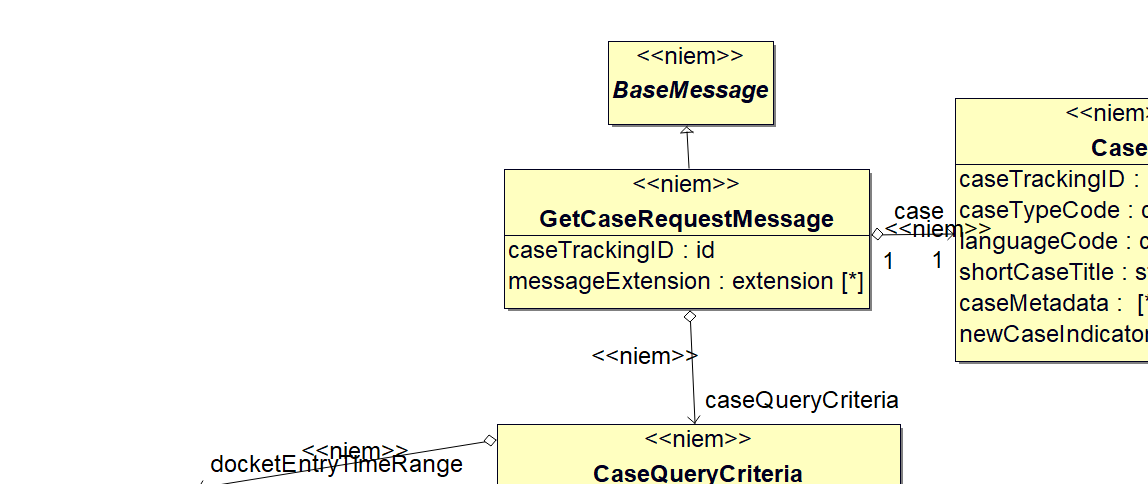 <<niem>>
BaseMessage
<<niem>>
GetCaseRequestMessage
caseTrackingID : id
messageExtension : extension [*]
case
<<niem>>
1
1
<<niem
Case
caseTrackingID :
caseTypeCode :
languageCode :
shortCaseTitle :
caseMetadata : [*
newCaseIndicator
<<niem>>
caseQueryCriteria
<<niem>>
docketEntryTimeRange
<<niem>>
CaseQueryCriteria